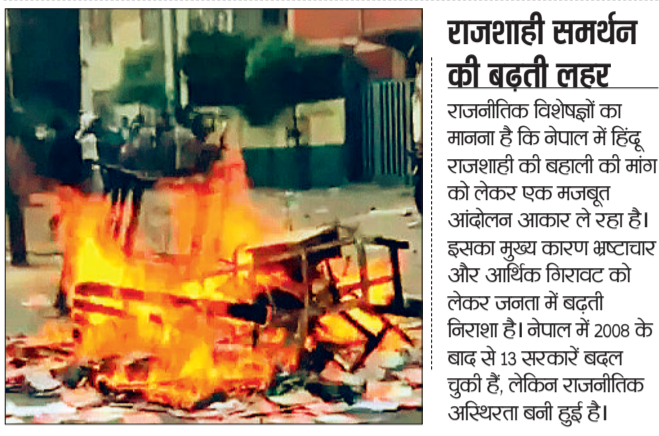 राजशाही समर्थन
की बढ़ती लहर
राजनीतिक विशेषज्ञों का
मानना है कि नेपाल में हिंदू
राजशाही की बहाली की मांग
को लेकर एक मजबूत
आंदोलन आकार ले रहा है।
इसका मुख्य कारण भ्रष्टाचार
और आर्थिक गिरावट को
लेकर जनता में बढ़ती
निराशा है। नेपाल में 2008 के
बाद से 13 सरकारें बदल
चुकी हैं, लेकिन राजनीतिक
अस्थिरता बनी हुई है।